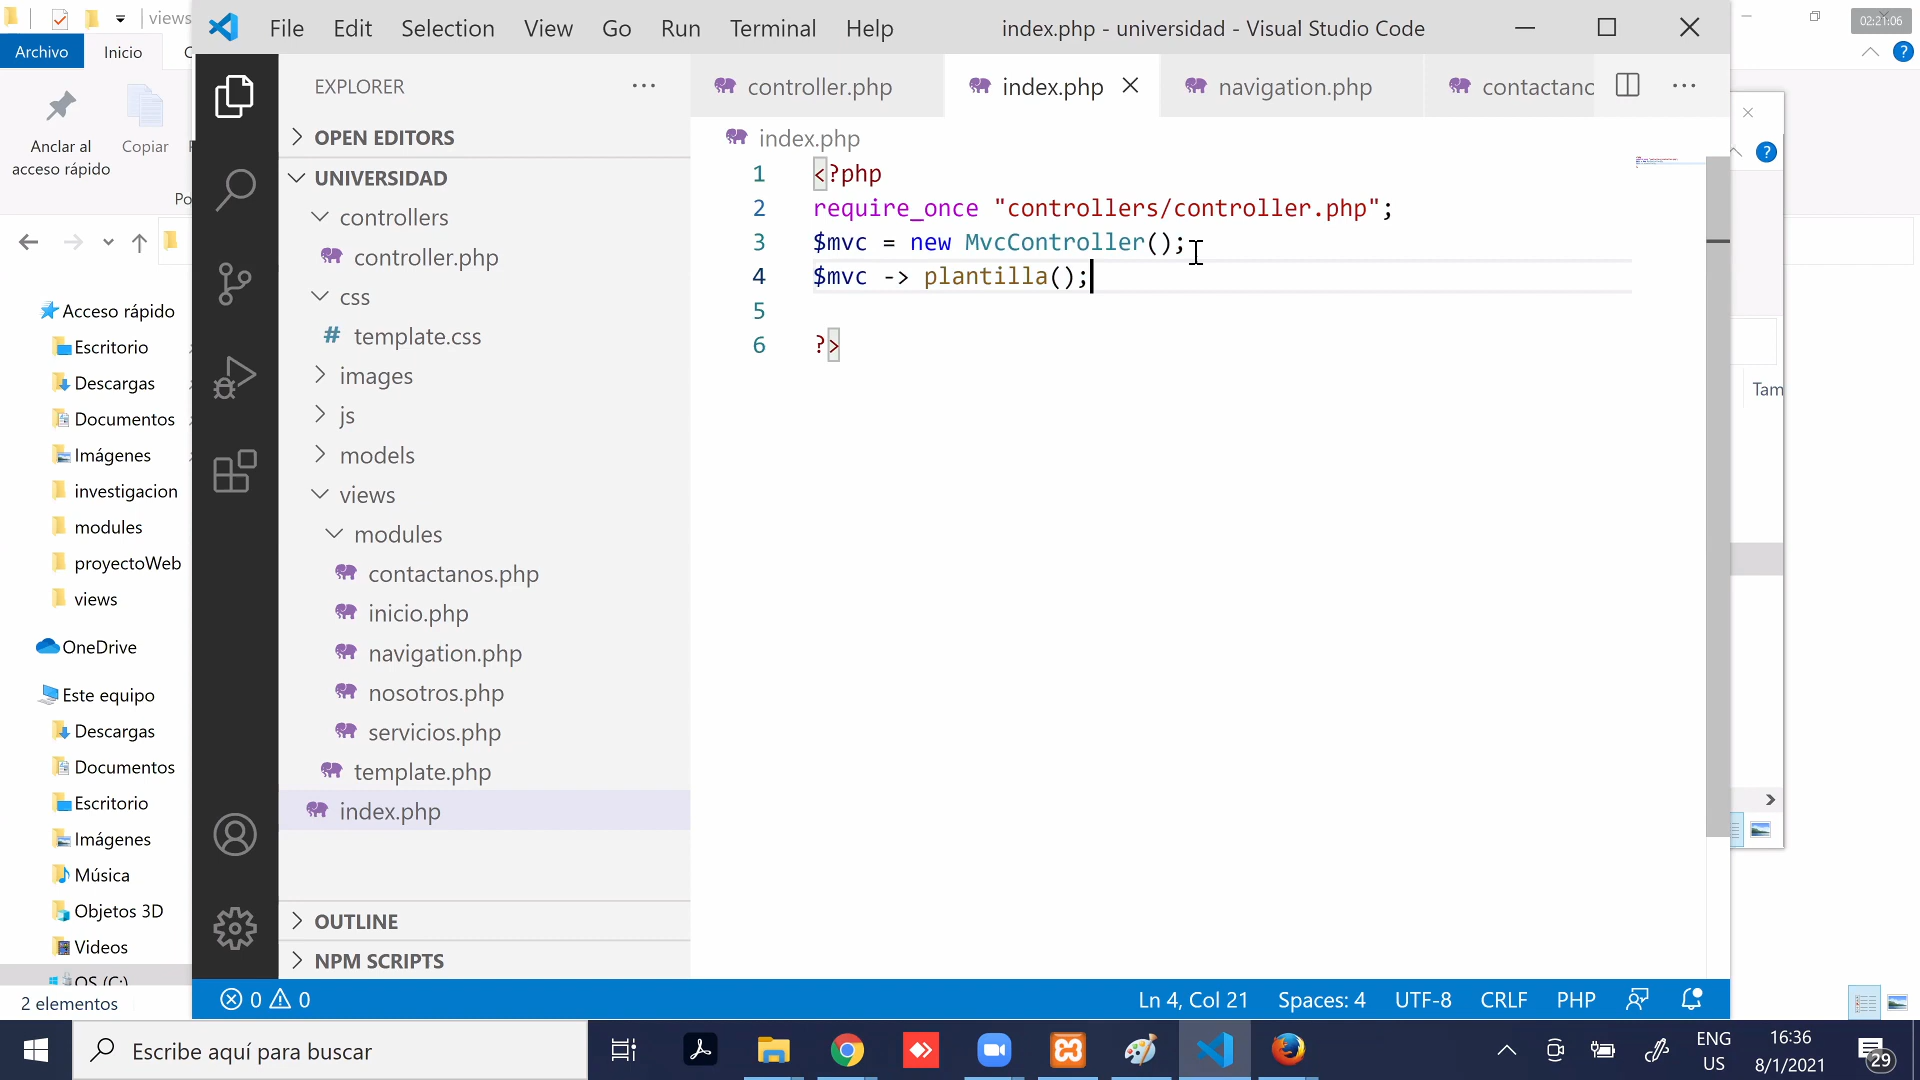 views
File Edit Selection View Go Run Terminal Help
index.php - universidad - Visual Studio Code
02:21:06
Archivo
Inicio
Anclar al
acceso rápido
Copiar
EXPLORER
OPEN EDITORS
UNIVERSIDAD
controllers
controller.php
css
template.css
images
js
models
views
modules
contactanos.php
inicio.php
navigation.php
nosotros.php
servicios.php
template.php
index.php
OUTLINE
NPM SCRIPTS
controller.php
index.php
navigation.php
contactanc
index.php
1 <?php
2 require_once "controllers/controller.php";
3 $mvc = new MvcController();
4 $mvc -> plantilla();
5
6 ?>
Acceso rápido
Escritorio
Descargas
Documentos
Imágenes
investigacion
modules
proyectoWeb
views
OneDrive
Este equipo
Descargas
Documentos
Escritorio
Imágenes
Música
Objetos 3D
Videos
OS (C:)
2 elementos
Tam
0 0
Ln 4, Col 21 Spaces: 4 UTF-8 CRLF PHP
Escribe aquí para buscar
ENG
US
16:36
8/1/2021
29